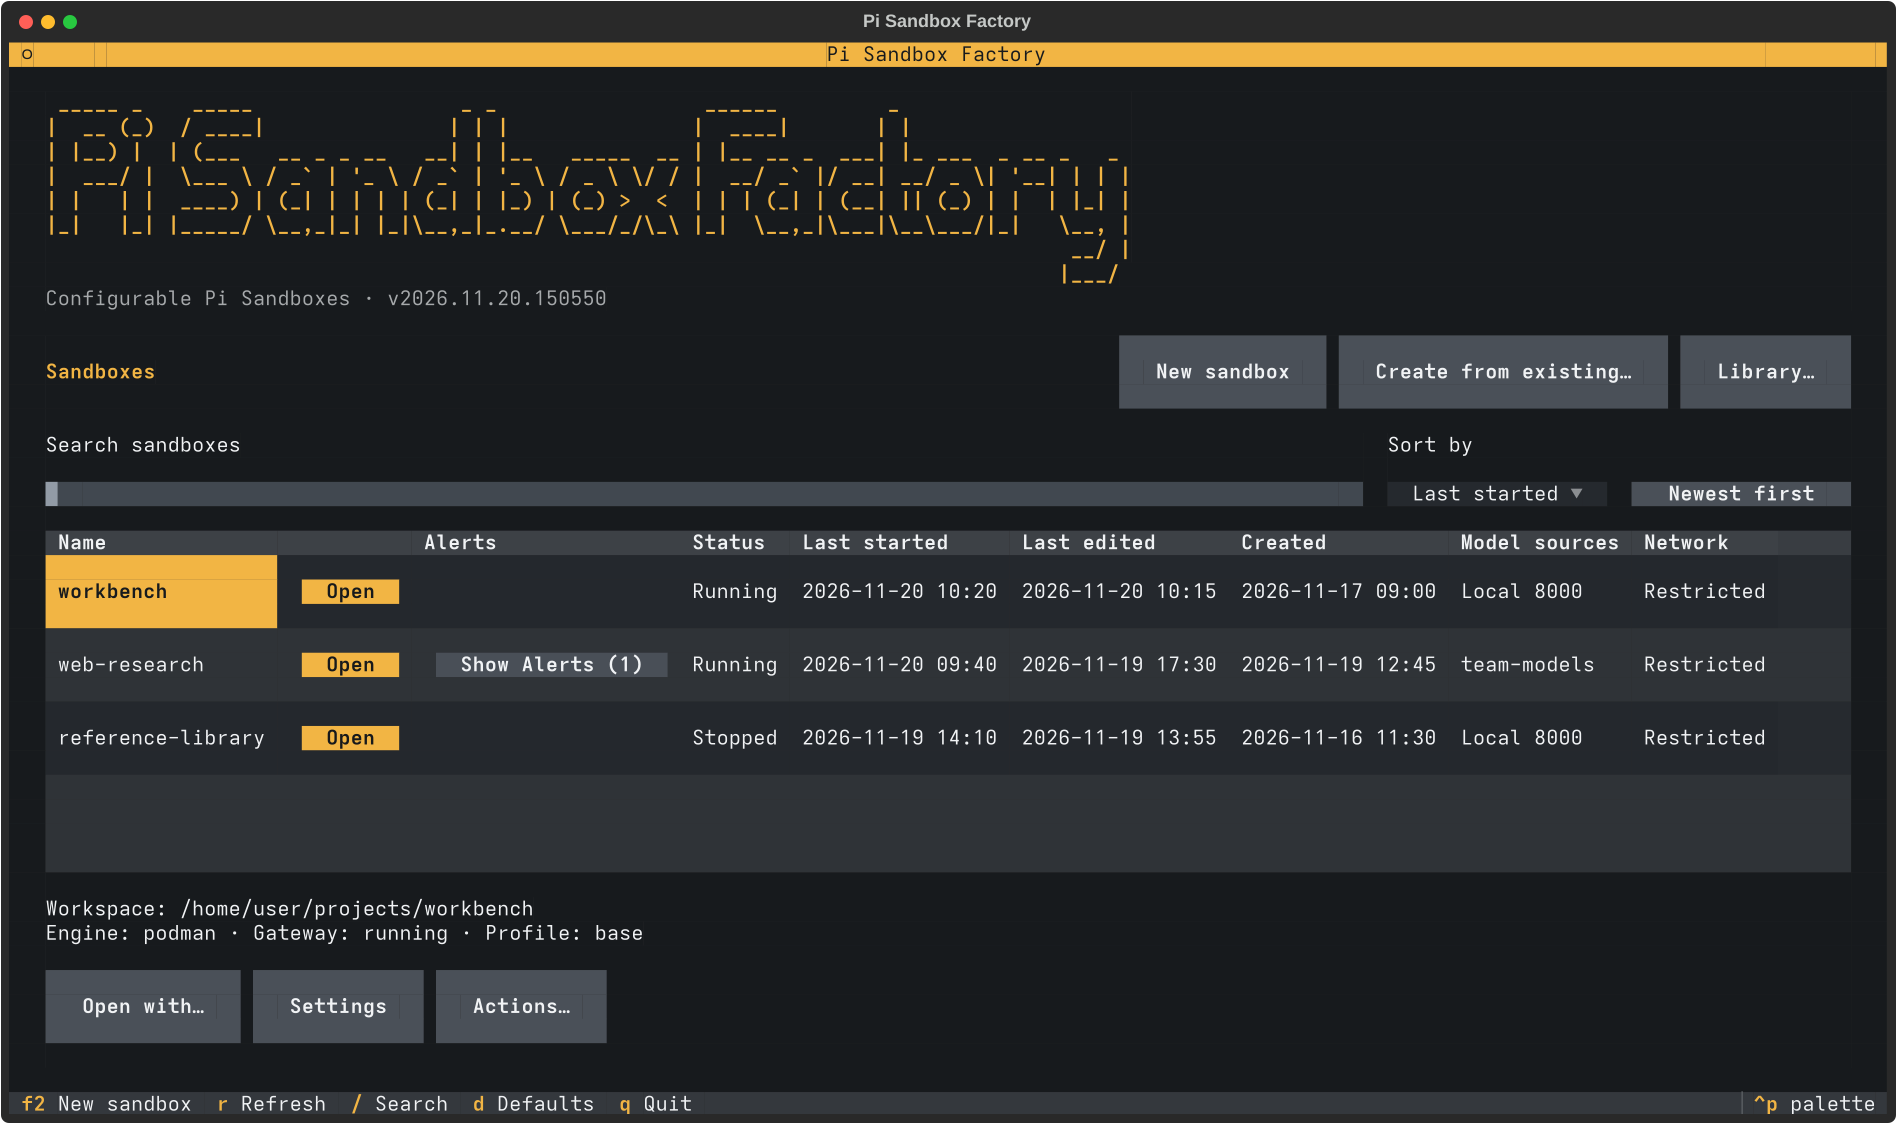 Pi Sandbox Factory
O Pi Sandbox Factory
Pi Sandbox Factory
Configurable Pi Sandboxes · v2026.11.20.150550
Sandboxes New sandbox Create from existing… Library…
Search sandboxes Sort by
Last started ▼ Newest first
Name Alerts Status Last started Last edited Created Model sources Network
workbench Open Running 2026-11-20 10:20 2026-11-20 10:15 2026-11-17 09:00 Local 8000 Restricted
web-research Open Show Alerts (1) Running 2026-11-20 09:40 2026-11-19 17:30 2026-11-19 12:45 team-models Restricted
reference-library Open Stopped 2026-11-19 14:10 2026-11-19 13:55 2026-11-16 11:30 Local 8000 Restricted
Workspace: /home/user/projects/workbench
Engine: podman · Gateway: running · Profile: base
Open with… Settings Actions…
f2 New sandbox r Refresh / Search d Defaults q Quit ^p palette